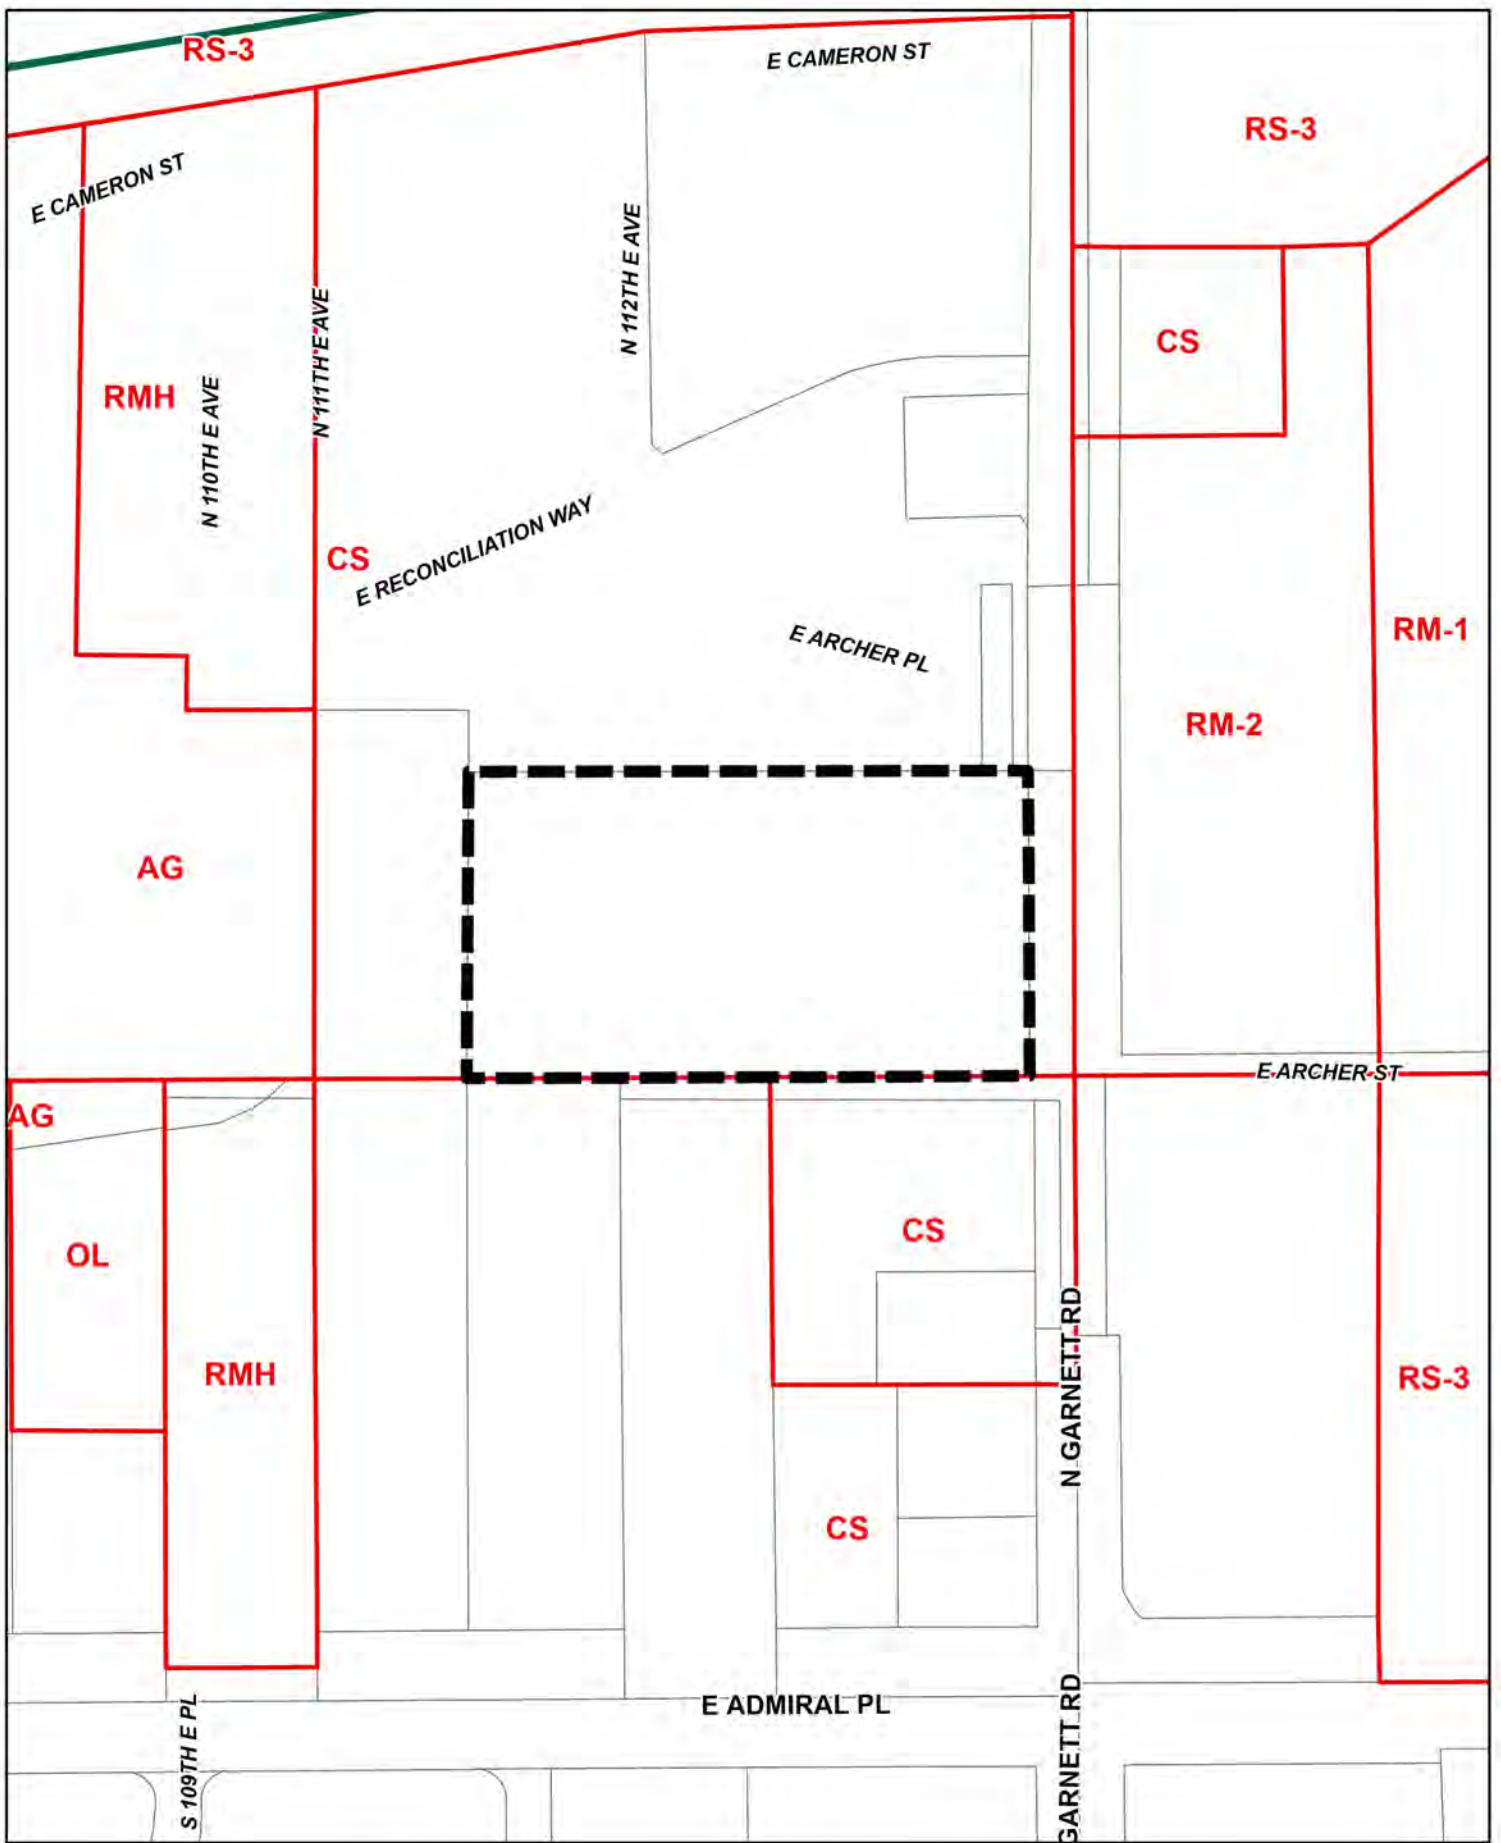 RS-3
E CAMERON ST
RS-3
E CAMERON ST
N 112TH E AVE
N 111TH E AVE
CS
RMH
N 110TH E AVE
E RECONCILIATION WAY
CS
E ARCHER PL
RM-1
RM-2
AG
E ARCHER ST
AG
CS
OL
RMH
N GARNETT RD
RS-3
CS
E ADMIRAL PL
S 109TH E PL
GARNETT RD